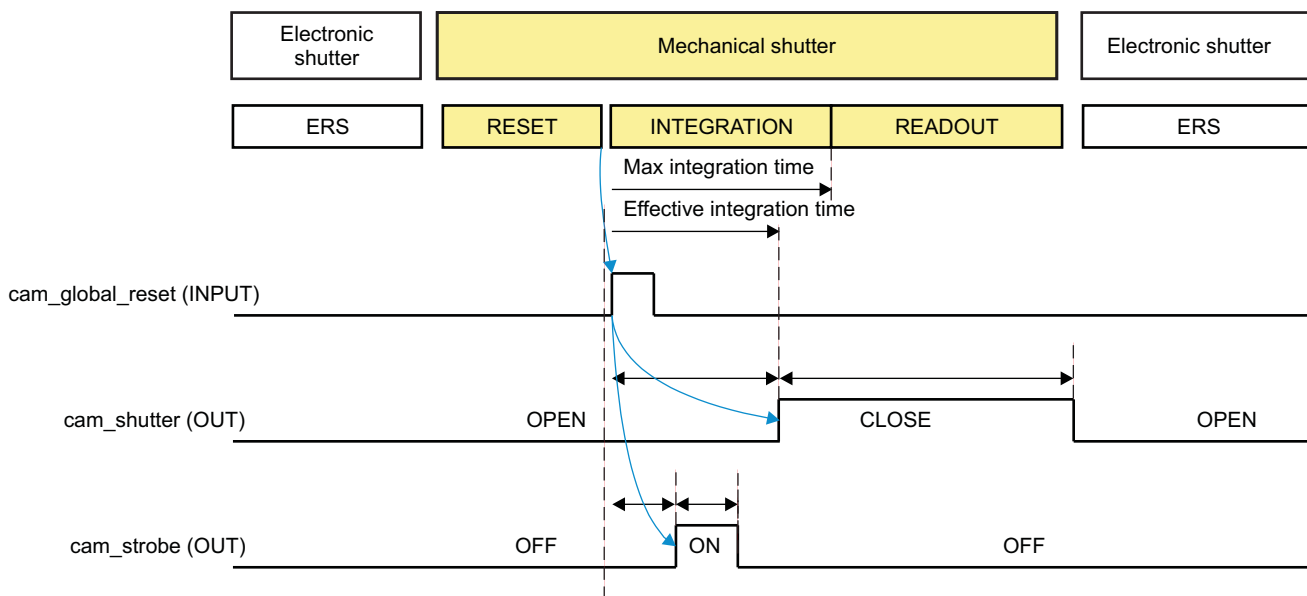 Electronic
shutter
Mechanical shutter
Electronic shutter
ERS
RESET
INTEGRATION
READOUT
ERS
Max integration time
Effective integration time
cam_global_reset (INPUT)
cam_shutter (OUT)
OPEN
CLOSE
OPEN
cam_strobe (OUT)
OFF
ON
OFF